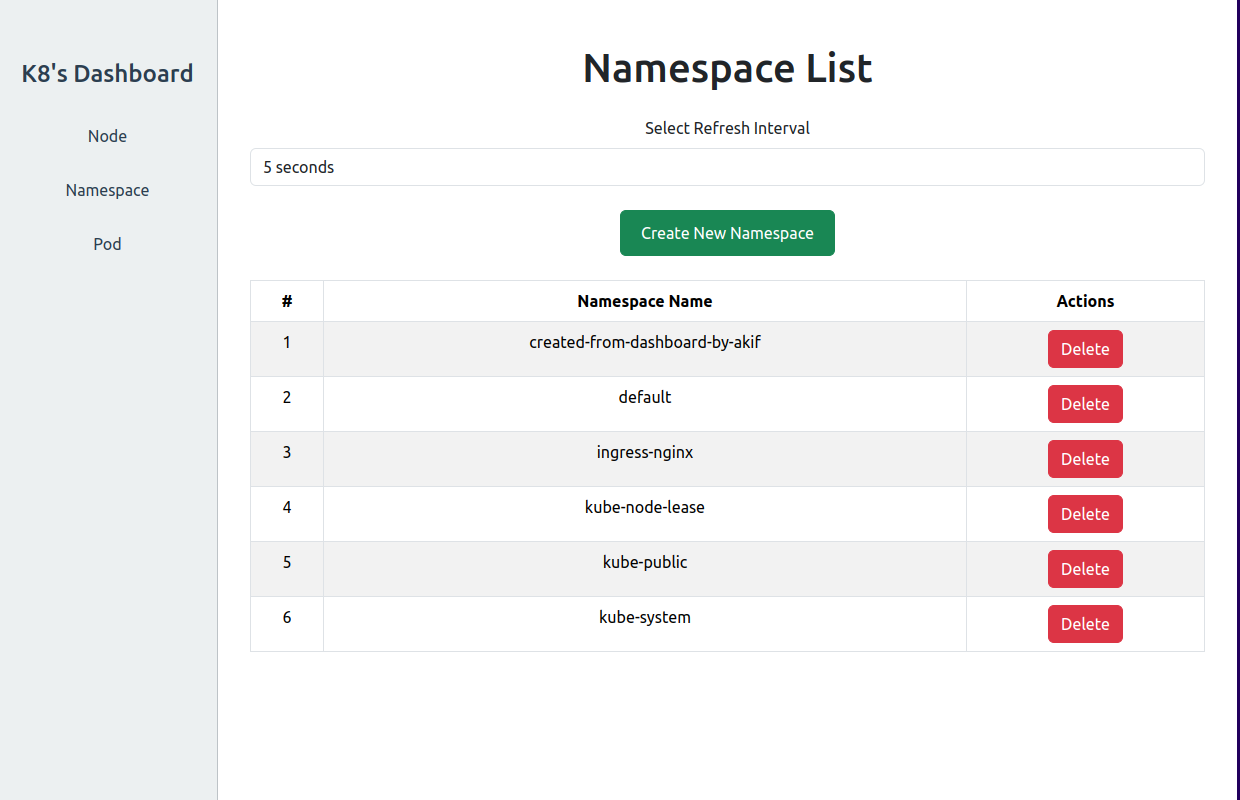 K8's Dashboard
Node
Namespace
Pod
Namespace List
Select Refresh Interval
5 seconds
Create New Namespace
# Namespace Name Actions
1 created-from-dashboard-by-akif Delete
2 default Delete
3 ingress-nginx Delete
4 kube-node-lease Delete
5 kube-public Delete
6 kube-system Delete